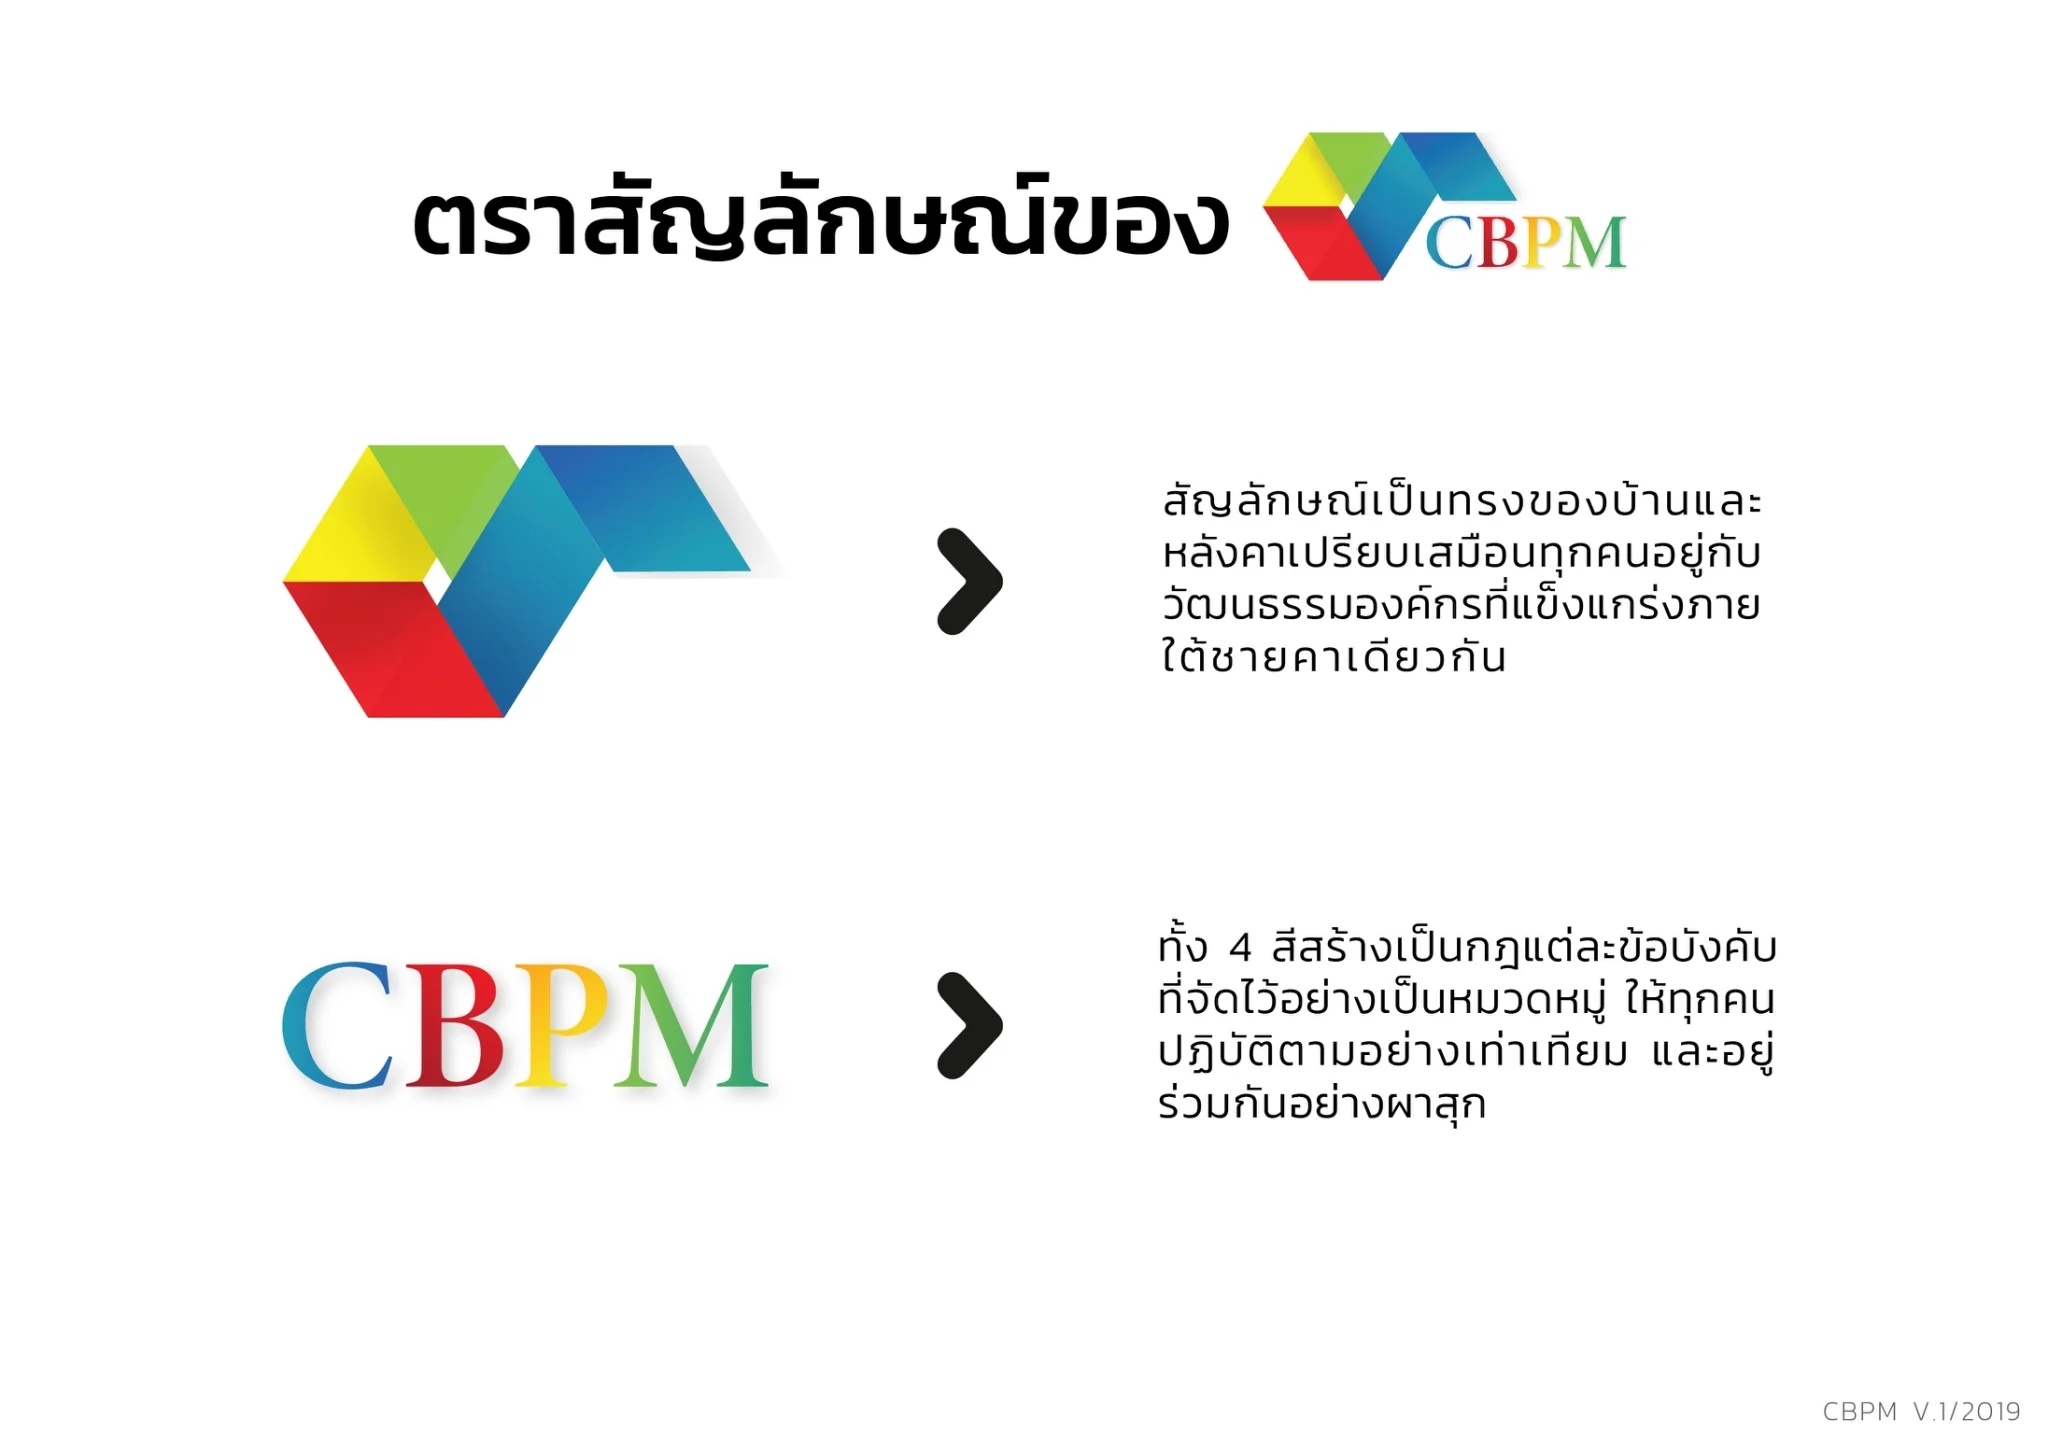 ตราสัญลักษณ์ของ CBPM
สัญลักษณ์เป็นทรงของบ้านและ
หลังคาเปรียบเสมือนทุกคนอยู่กับ
วัฒนธรรมองค์กรที่แข็งแกร่งภาย
ใต้ชายคาเดียวกัน
CBPM
ทั้ง 4 สีสร้างเป็นกฎแต่ละข้อบังคับ
ที่จัดไว้อย่างเป็นหมวดหมู่ ให้ทุกคน
ปฏิบัติตามอย่างเท่าเทียม และอยู่
ร่วมกันอย่างผาสุก
CBPM V.1/2019